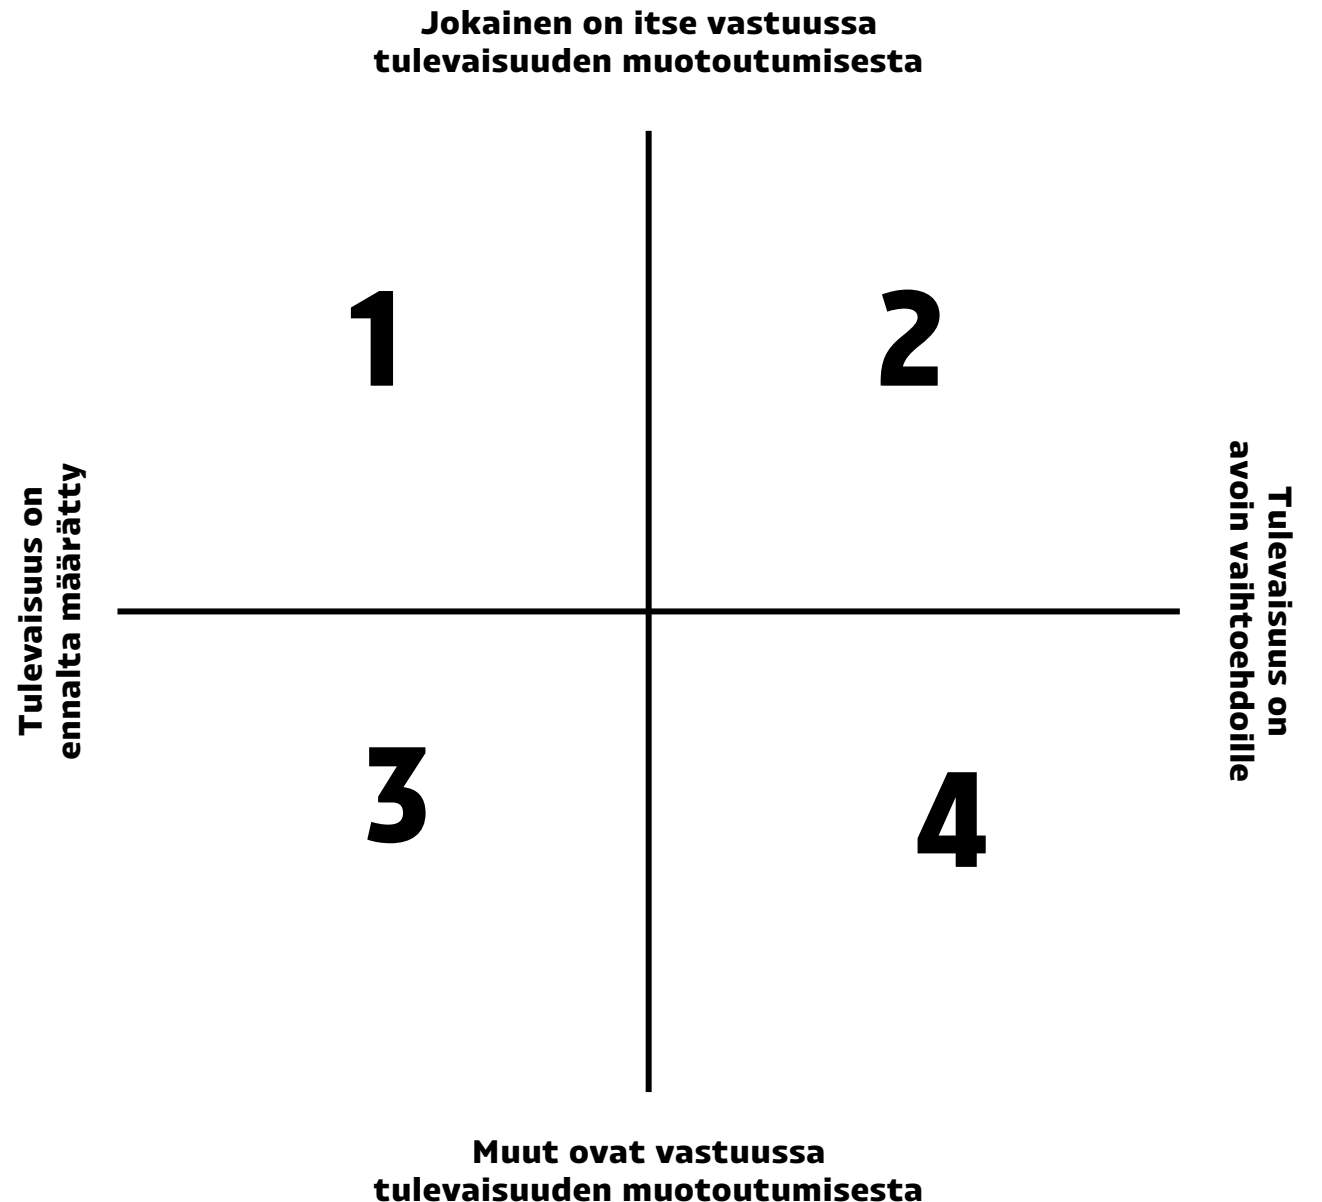 Jokainen on itse vastuussa
tulevaisuuden muotoutumisesta
1
2
Tulevaisuus on
ennalta määrätty
Tulevaisuus on
avoin vaihtoehdoille
3
4
Muut ovat vastuussa
tulevaisuuden muotoutumisesta